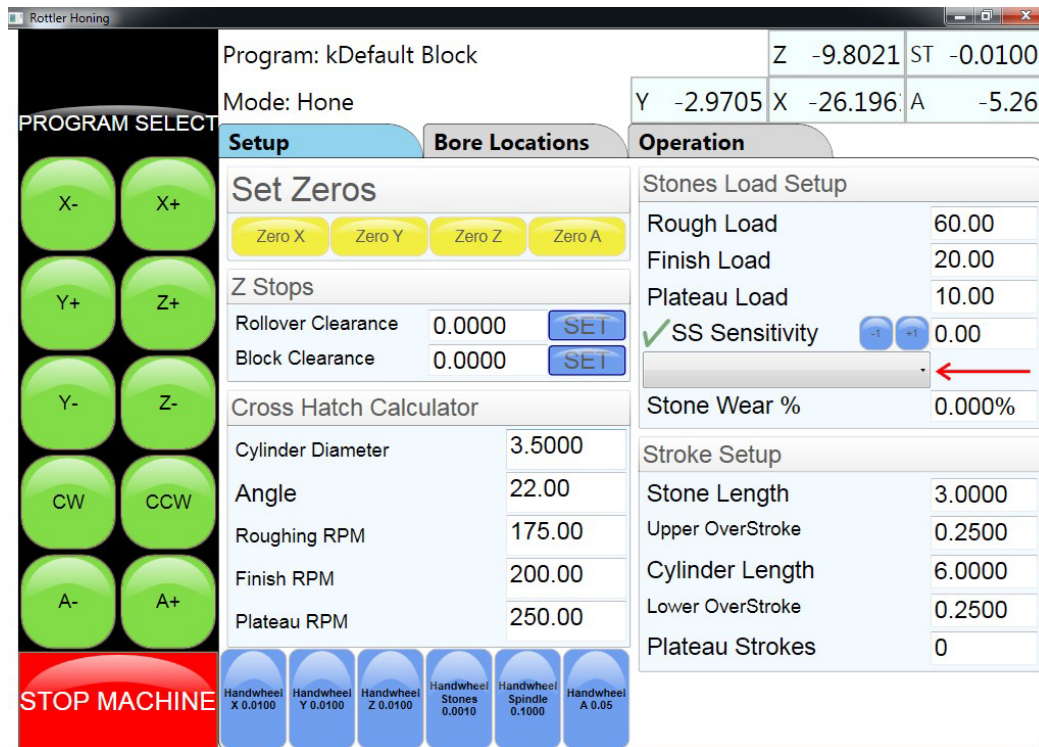 Rottler Honing
Program: kDefault Block
Z -9.8021 ST -0.0100
Mode: Hone
Y -2.9705 X -26.196 A -5.26
PROGRAM SELECT
Setup Bore Locations Operation
X- X+
Y+ Z+
Y- Z-
CW CCW
A- A+
STOP MACHINE
Set Zeros
Zero X Zero Y Zero Z Zero A
Z Stops
Rollover Clearance 0.0000 SET
Block Clearance 0.0000 SET
Cross Hatch Calculator
Cylinder Diameter 3.5000
Angle 22.00
Roughing RPM 175.00
Finish RPM 200.00
Plateau RPM 250.00
Stones Load Setup
Rough Load 60.00
Finish Load 20.00
Plateau Load 10.00
SS Sensitivity -1 +1 0.00
Stone Wear % 0.000%
Stroke Setup
Stone Length 3.0000
Upper OverStroke 0.2500
Cylinder Length 6.0000
Lower OverStroke 0.2500
Plateau Strokes 0
Handwheel X 0.0100
Handwheel Y 0.0100
Handwheel Z 0.0100
Handwheel Stones 0.0010
Handwheel Spindle 0.1000
Handwheel A 0.05